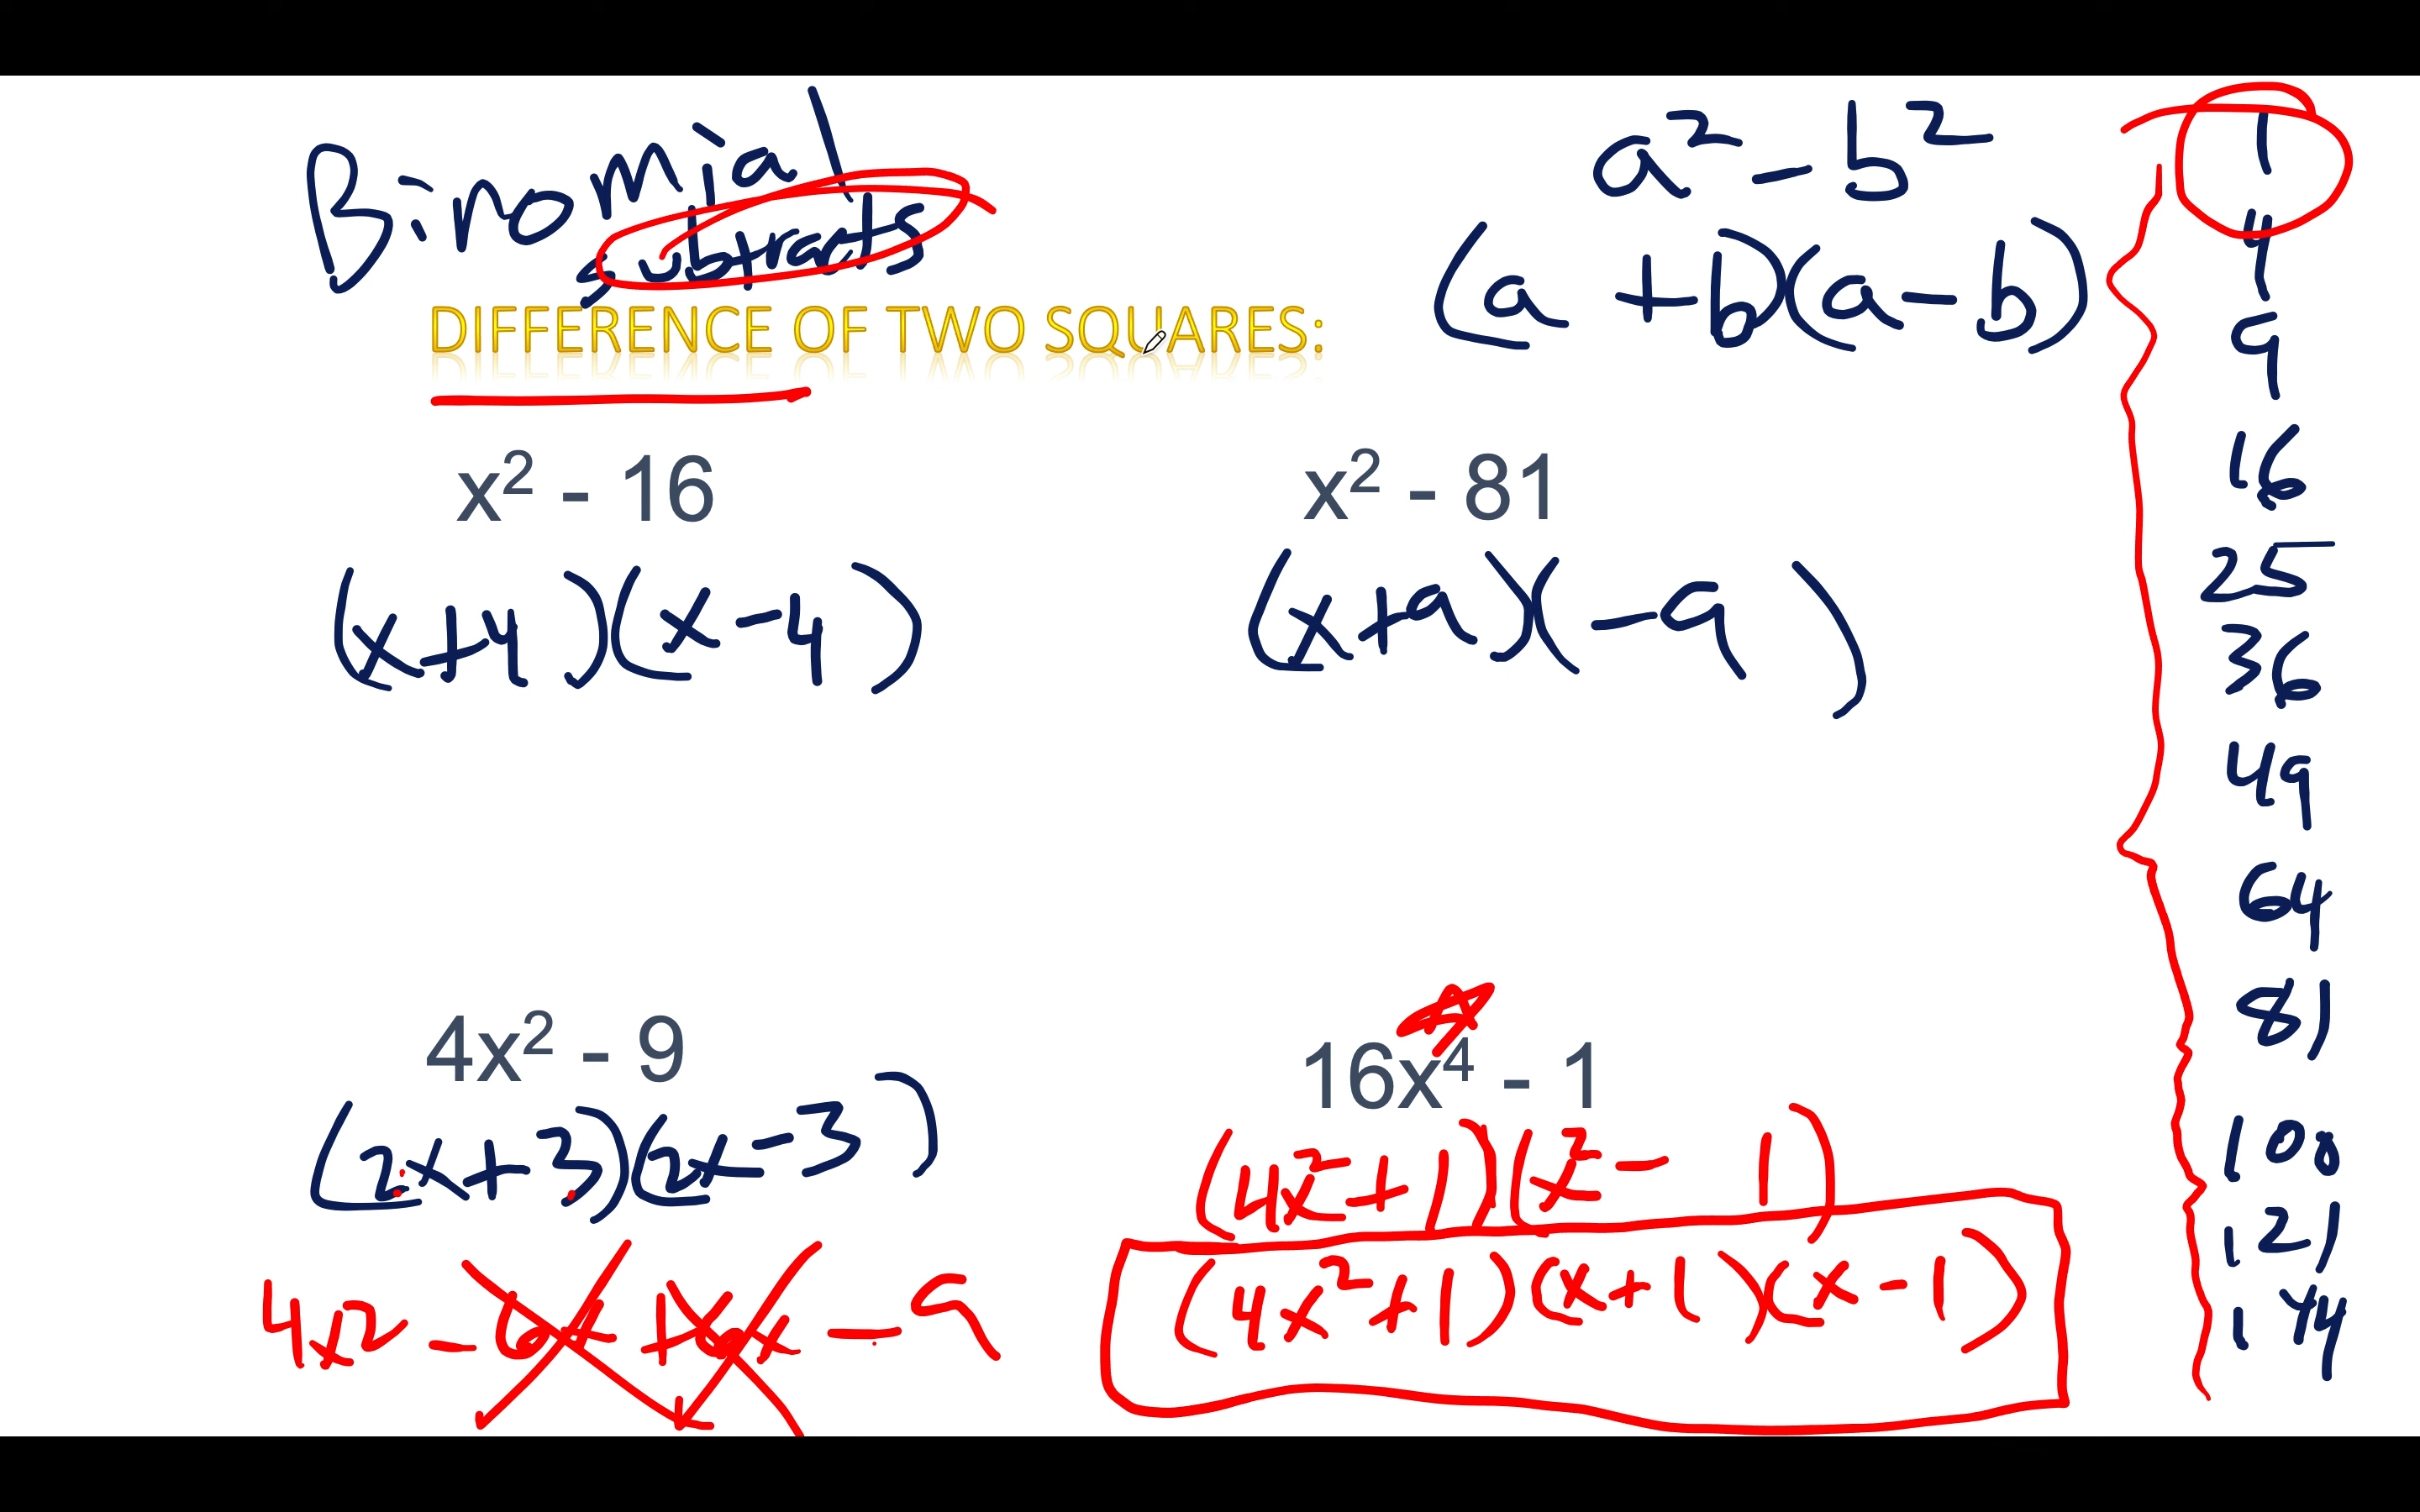 Binomial
subtracts
DIFFERENCE OF TWO SQUARES:
a² - b²
(a + b)(a - b)
x² - 16
(x+4)(x-4)
x² - 81
(x+9)( -9 )
4x² - 9
(2x+3)(2x-3)
4x² - 6x + 6x - 9
16x⁴ - 1
(4x²+1)(x²- 1)
(4x²+1)(x+1)(x-1)
1
4
9
16
25
36
49
64
81
100
121
144